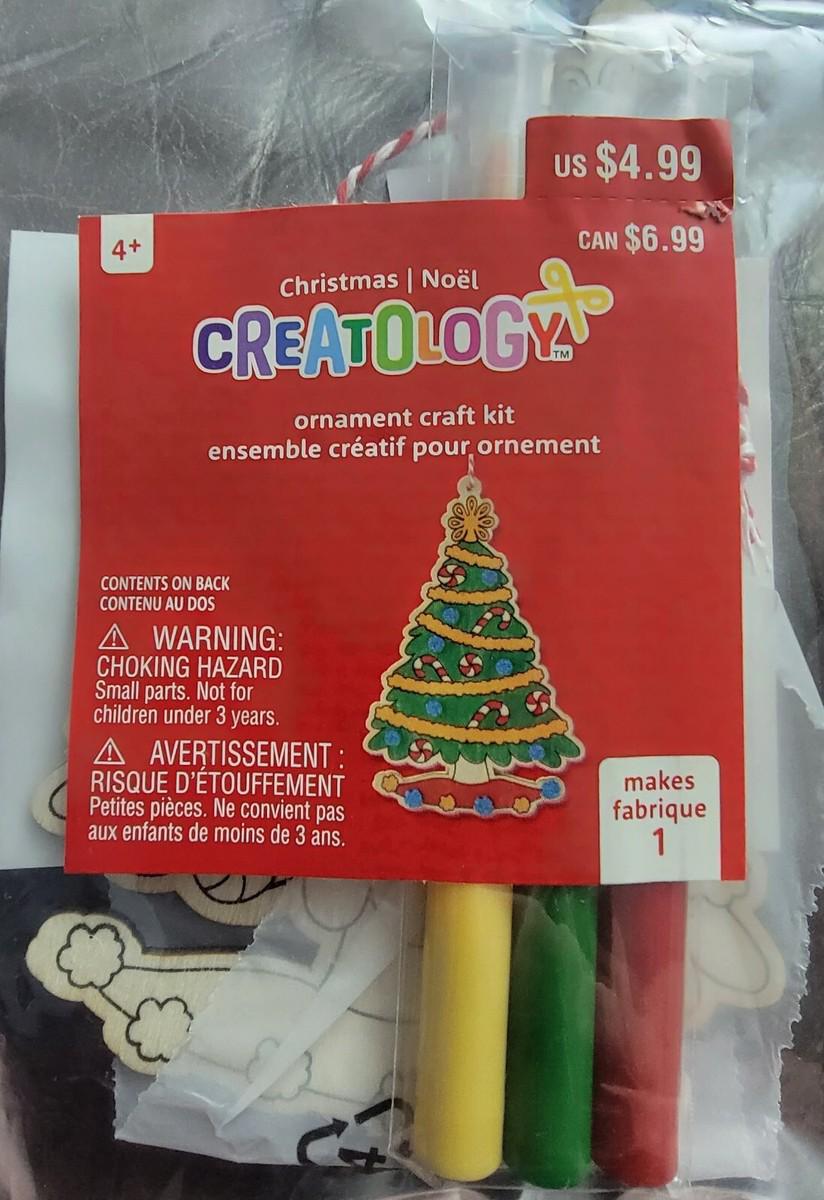 US $4.99
CAN $6.99
4+
Christmas | Noël
CREATOLOGY™
ornament craft kit
ensemble créatif pour ornement
CONTENTS ON BACK
CONTENU AU DOS
⚠ WARNING:
CHOKING HAZARD
Small parts. Not for
children under 3 years.
⚠ AVERTISSEMENT :
RISQUE D'ÉTOUFFEMENT
Petites pièces. Ne convient pas
aux enfants de moins de 3 ans.
makes
fabrique
1